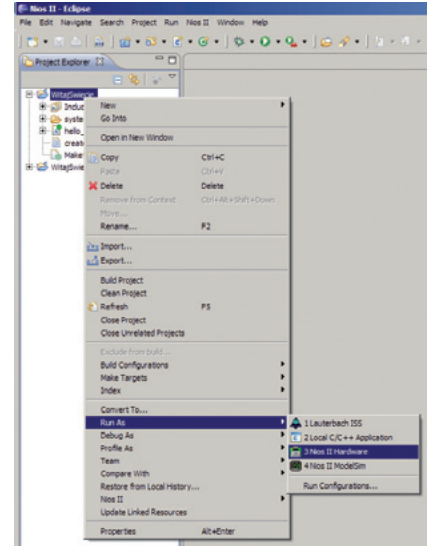 Nios II - Eclipse
File Edit Navigate Search Project Run Nios II Window Help
Project Explorer
WitajSwiecie
Indus
syste
hello_
create
Make
WitajSwie
New
Go Into
Open in New Window
Copy Ctrl+C
Paste Ctrl+V
Delete Delete
Remove from Context Ctrl+Alt+Shift+Down
Move...
Rename... F2
Import...
Export...
Build Project
Clean Project
Refresh F5
Close Project
Close Unrelated Projects
Exclude from build...
Build Configurations
Make Targets
Index
Convert To...
Run As
Debug As
Profile As
Team
Compare With
Restore from Local History...
Nios II
Update Linked Resources
Properties Alt+Enter
1 Lauterbach ISS
2 Local C/C++ Application
3 Nios II Hardware
4 Nios II ModelSim
Run Configurations...